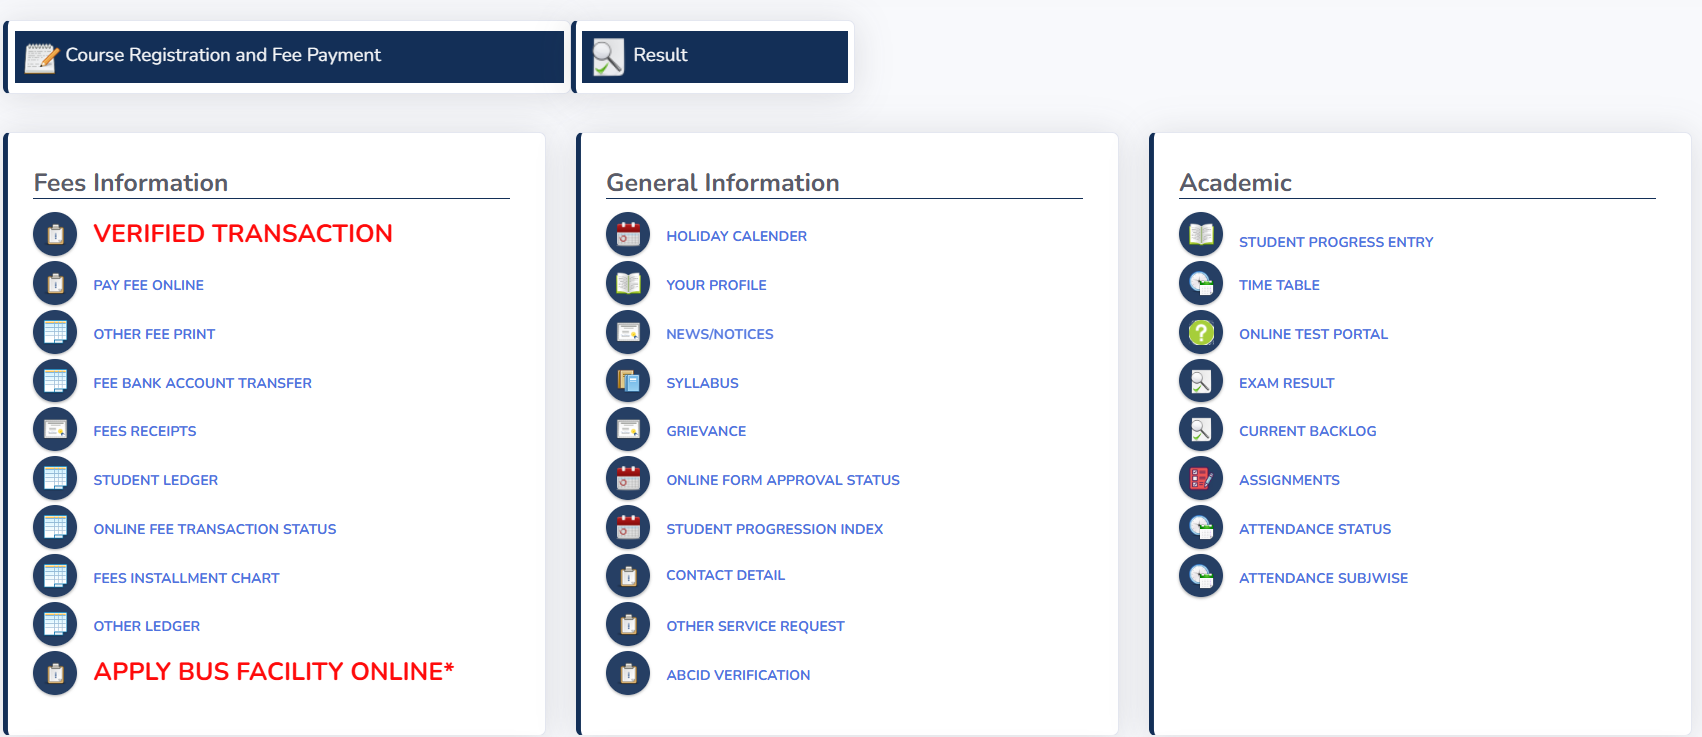 Course Registration and Fee Payment
Result
Fees Information
VERIFIED TRANSACTION
PAY FEE ONLINE
OTHER FEE PRINT
FEE BANK ACCOUNT TRANSFER
FEES RECEIPTS
STUDENT LEDGER
ONLINE FEE TRANSACTION STATUS
FEES INSTALLMENT CHART
OTHER LEDGER
APPLY BUS FACILITY ONLINE*
General Information
HOLIDAY CALENDER
YOUR PROFILE
NEWS/NOTICES
SYLLABUS
GRIEVANCE
ONLINE FORM APPROVAL STATUS
STUDENT PROGRESSION INDEX
CONTACT DETAIL
OTHER SERVICE REQUEST
ABCID VERIFICATION
Academic
STUDENT PROGRESS ENTRY
TIME TABLE
ONLINE TEST PORTAL
EXAM RESULT
CURRENT BACKLOG
ASSIGNMENTS
ATTENDANCE STATUS
ATTENDANCE SUBJWISE